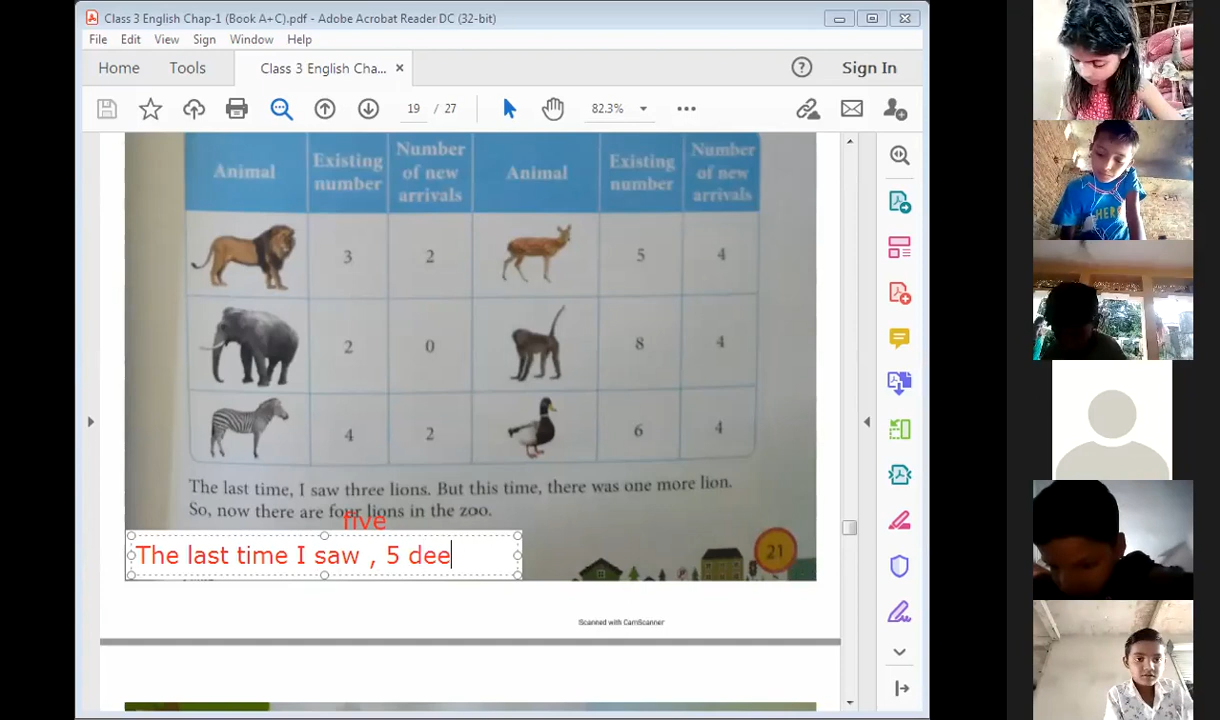 Class 3 English Chap-1 (Book A+C).pdf - Adobe Acrobat Reader DC (32-bit)
File Edit View Sign Window Help
Home Tools Class 3 English Cha... × Sign In
19 / 27 82.3%
Animal Existing number Number of new arrivals Animal Existing number Number of new arrivals
3 2 5 4
2 0 8 4
4 2 6 4
The last time, I saw three lions. But this time, there was one more lion.
So, now there are four lions in the zoo.
five
The last time I saw , 5 dee
21
Scanned with CamScanner
HERO